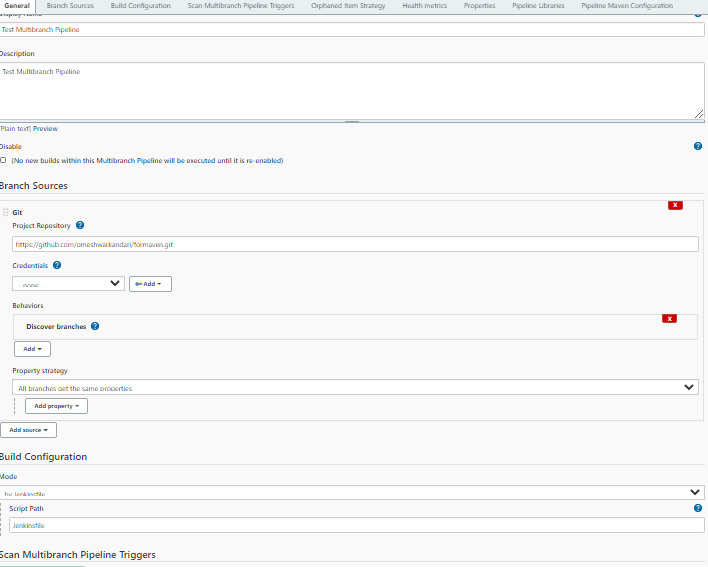 General Branch Sources Build Configuration Scan Multibranch Pipeline Triggers Orphaned Item Strategy Health metrics Properties Pipeline Libraries Pipeline Maven Configuration
Display Name
Test Multibranch Pipeline
Description
Test Multibranch Pipeline
[Plain text] Preview
Disable
(No new builds within this Multibranch Pipeline will be executed until it is re-enabled)
Branch Sources
X
Git
Project Repository
https://github.com/omeshwarkandari/formaven.git
Credentials
- none -
Add
Behaviors
X
Discover branches
Add
Property strategy
All branches get the same properties
Add property
Add source
Build Configuration
Mode
by Jenkinsfile
Script Path
Jenkinsfile
Scan Multibranch Pipeline Triggers